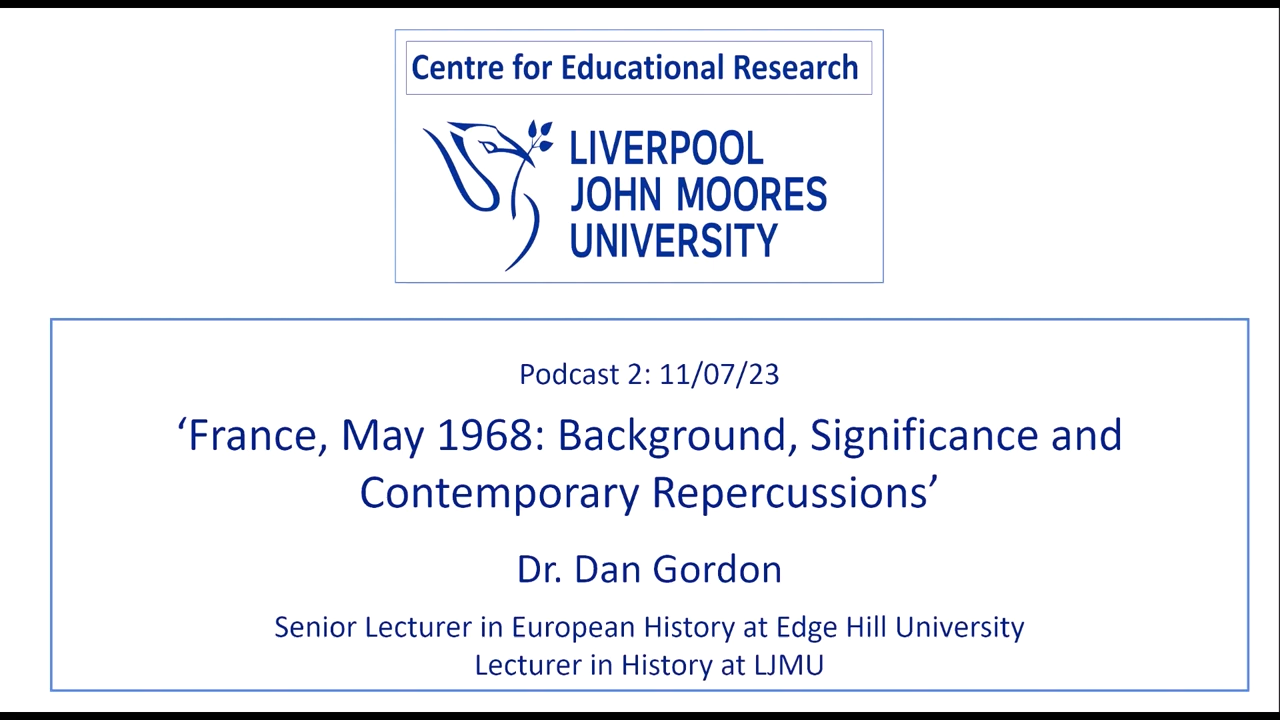 Centre for Educational Research
LIVERPOOL
JOHN MOORES
UNIVERSITY
Podcast 2: 11/07/23
‘France, May 1968: Background, Significance and
Contemporary Repercussions’
Dr. Dan Gordon
Senior Lecturer in European History at Edge Hill University
Lecturer in History at LJMU